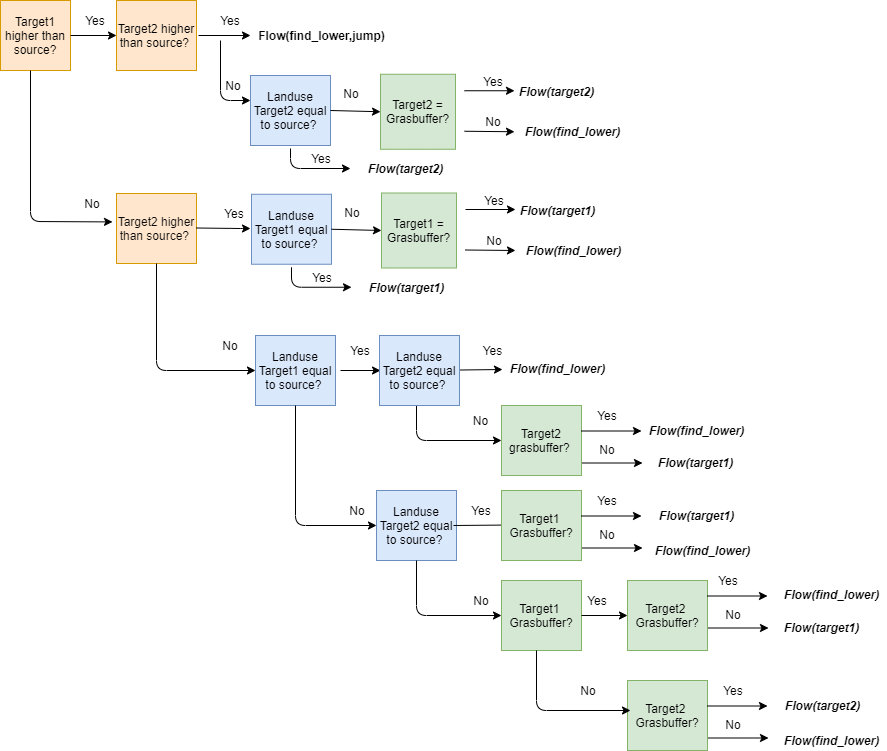 Target1
higher than
source?
Yes
Target2 higher
than source?
Yes
Flow(find_lower,jump)
No
Landuse
Target2 equal
to source?
No
Target2 =
Grasbuffer?
Yes
Flow(target2)
No
Flow(find_lower)
Yes
Flow(target2)
No
Target2 higher
than source?
Yes
Landuse
Target1 equal
to source?
No
Target1 =
Grasbuffer?
Yes
Flow(target1)
No
Flow(find_lower)
Yes
Flow(target1)
No
Landuse
Target1 equal
to source?
Yes
Landuse
Target2 equal
to source?
Yes
Flow(find_lower)
No
Target2
grasbuffer?
Yes
Flow(find_lower)
No
Flow(target1)
No
Landuse
Target2 equal
to source?
Yes
Target1
Grasbuffer?
Yes
Flow(target1)
No
Flow(find_lower)
No
Target1
Grasbuffer?
Yes
Target2
Grasbuffer?
Yes
Flow(find_lower)
No
Flow(target1)
No
Target2
Grasbuffer?
Yes
Flow(target2)
No
Flow(find_lower)